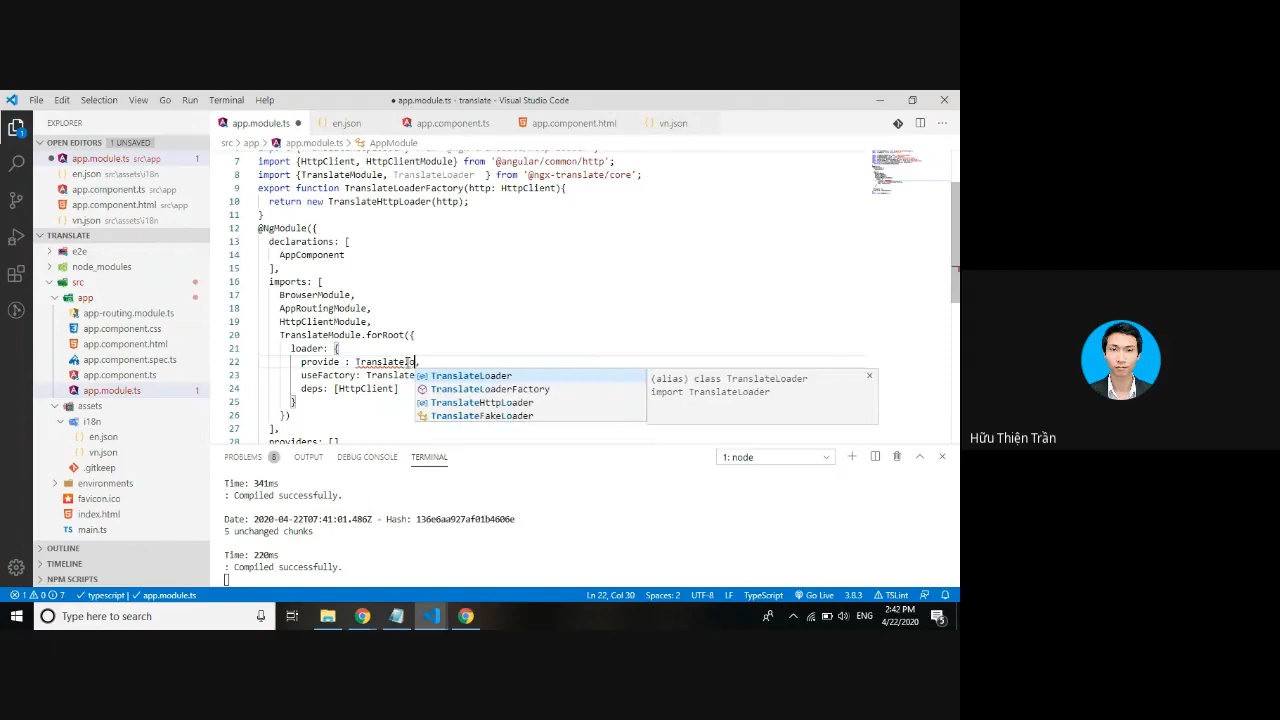 File Edit Selection View Go Run Terminal Help
● app.module.ts - translate - Visual Studio Code
EXPLORER
OPEN EDITORS 1 UNSAVED
● app.module.ts src\app 1
en.json src\assets\i18n
app.component.ts src\app
app.component.html src\app
vn.json src\assets\i18n
TRANSLATE
e2e
node_modules
src
app
app-routing.module.ts
app.component.css
app.component.html
app.component.spec.ts
app.component.ts
app.module.ts 1
assets
i18n
en.json
vn.json
.gitkeep
environments
favicon.ico
index.html
main.ts
OUTLINE
TIMELINE
NPM SCRIPTS
app.module.ts ● en.json app.component.ts app.component.html vn.json
src > app > app.module.ts > AppModule
7 import {HttpClient, HttpClientModule} from '@angular/common/http';
8 import {TranslateModule, TranslateLoader } from '@ngx-translate/core';
9 export function TranslateLoaderFactory(http: HttpClient){
10 return new TranslateHttpLoader(http);
11 }
12 @NgModule({
13 declarations: [
14 AppComponent
15 ],
16 imports: [
17 BrowserModule,
18 AppRoutingModule,
19 HttpClientModule,
20 TranslateModule.forRoot({
21 loader: {
22 provide : TranslateLo,
23 useFactory: Translate
24 deps: [HttpClient]
25 }
26 })
27 ],
28 providers: [],
TranslateLoader
TranslateLoaderFactory
TranslateHttpLoader
TranslateFakeLoader
(alias) class TranslateLoader
import TranslateLoader
PROBLEMS 8 OUTPUT DEBUG CONSOLE TERMINAL 1: node
Time: 341ms
: Compiled successfully.
Date: 2020-04-22T07:41:01.486Z - Hash: 136e6aa927af01b4606e
5 unchanged chunks
Time: 220ms
: Compiled successfully.
1 0 7 typescript | app.module.ts Ln 22, Col 30 Spaces: 2 UTF-8 LF TypeScript Go Live 3.8.3 TSLint
Type here to search
ENG
2:42 PM
4/22/2020
5
Hữu Thiện Trần